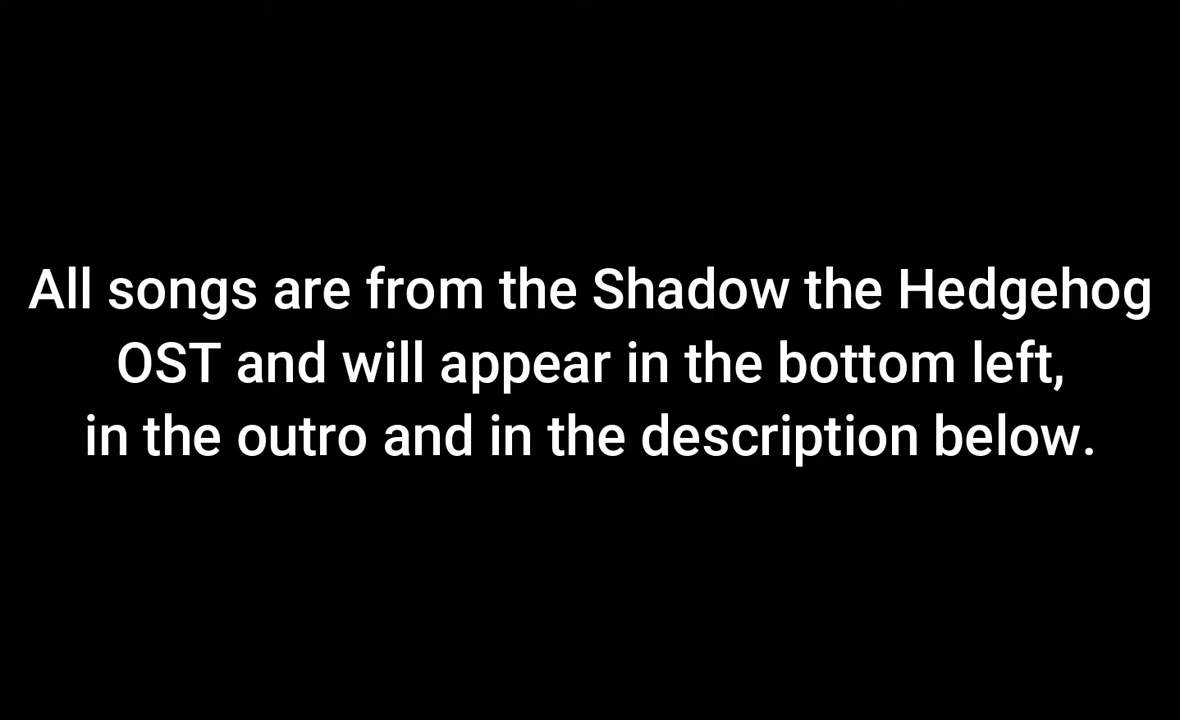 All songs are from the Shadow the Hedgehog
OST and will appear in the bottom left,
in the outro and in the description below.